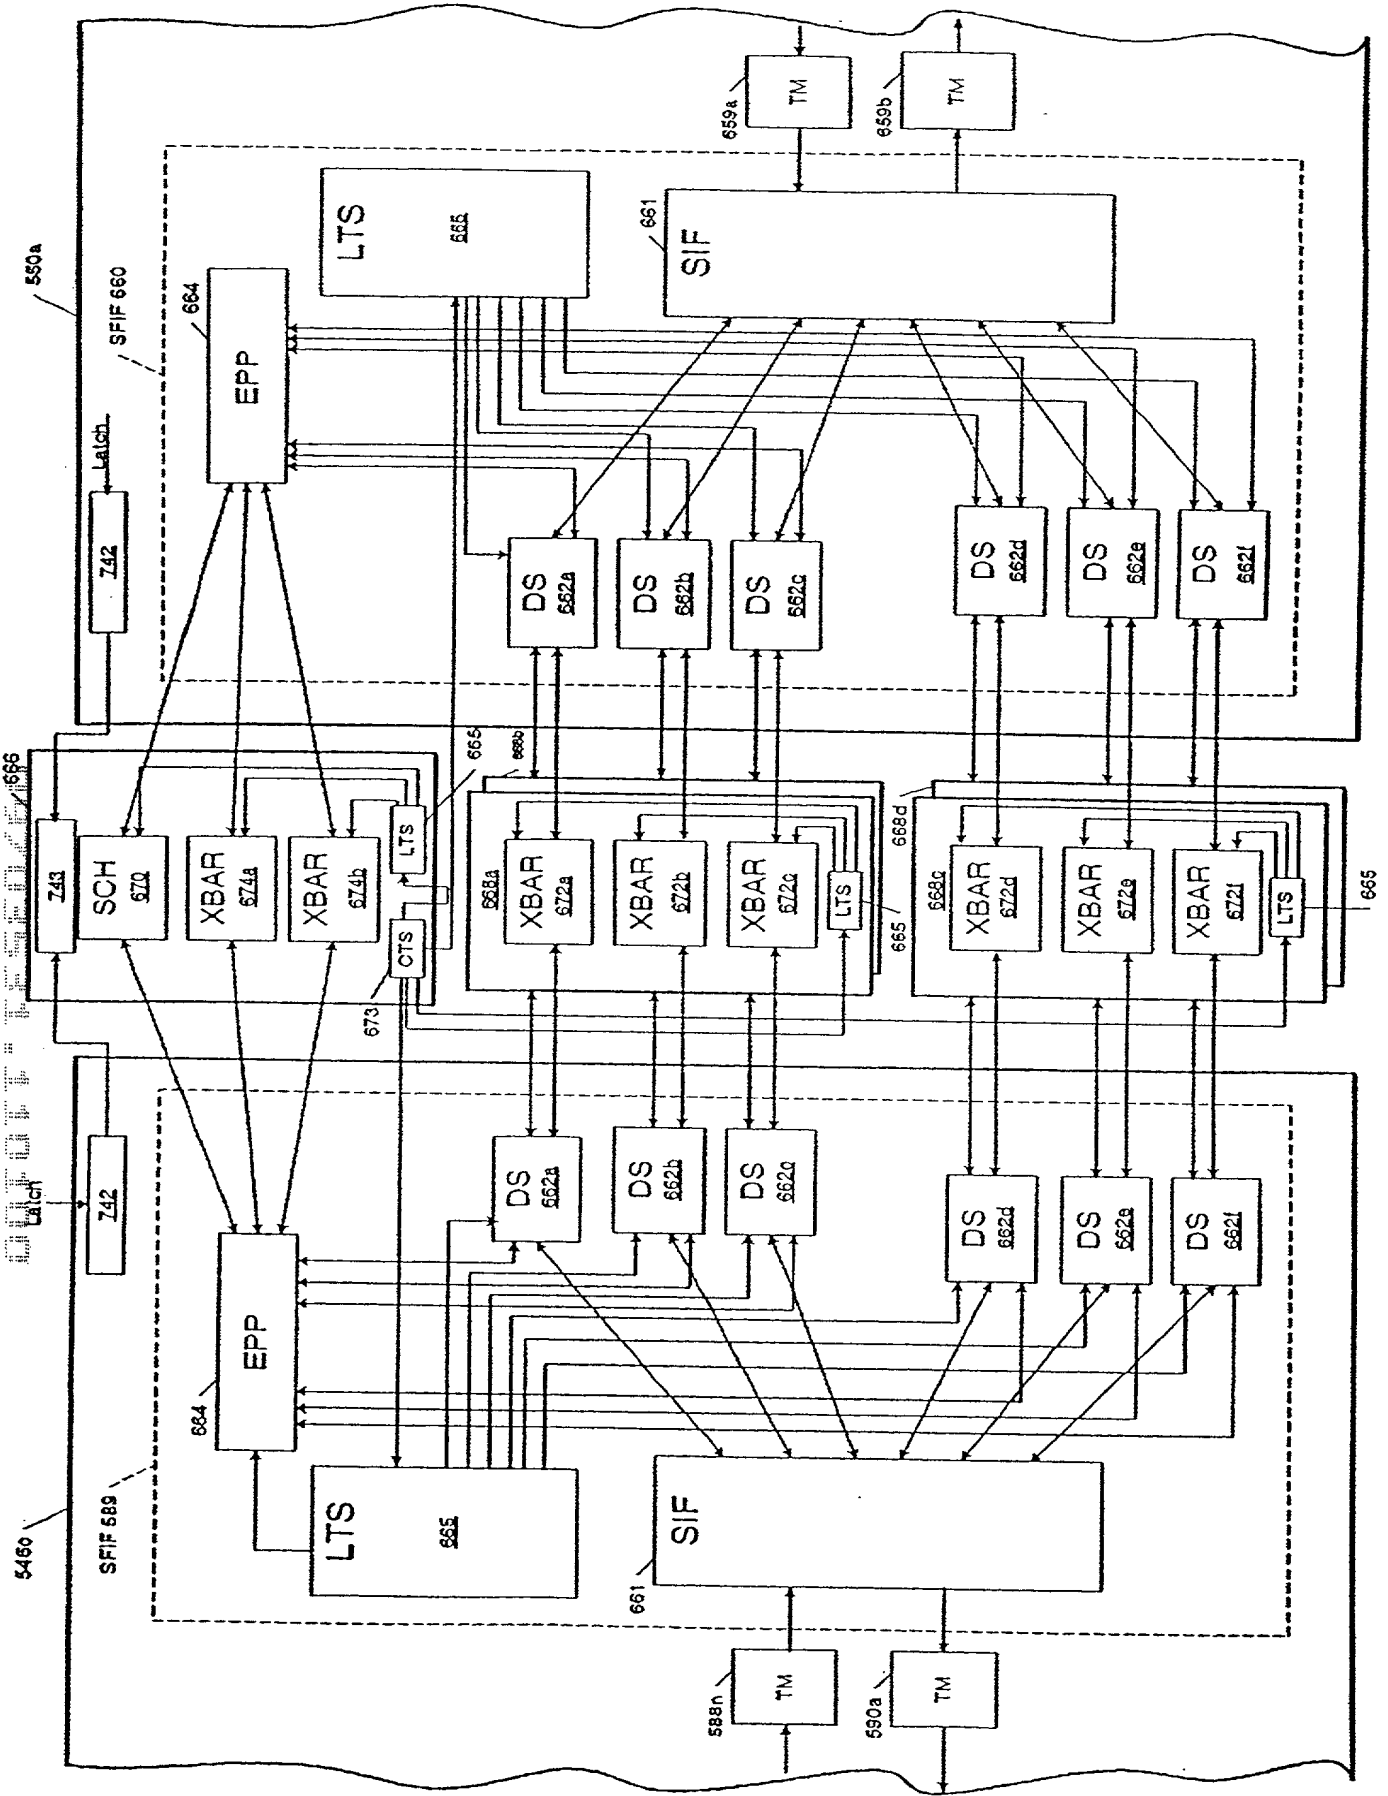 550a
SFIF 660
Latch
742
EPP
664
LTS
665
SIF
661
TM
659a
TM
659b
DS
662a
DS
662b
DS
662c
DS
662d
DS
662e
DS
662f
666
743
SCH
670
XBAR
674a
XBAR
674b
LTS
665
CTS
673
668a
668b
XBAR
672a
XBAR
672b
XBAR
672c
LTS
665
668c
668d
XBAR
672d
XBAR
672e
XBAR
672f
LTS
665
5460
SFIF 589
Latch
742
EPP
664
LTS
665
SIF
661
TM
588n
TM
590a
DS
662a
DS
662b
DS
662c
DS
662d
DS
662e
DS
662f